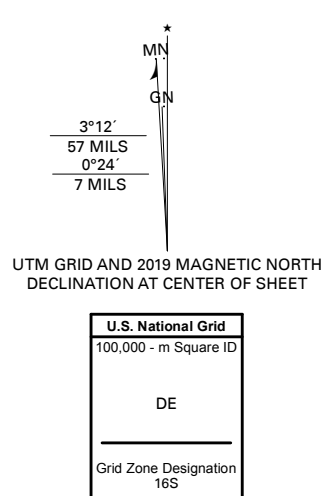 ★
MN
GN
3°12´
57 MILS
0°24´
7 MILS
UTM GRID AND 2019 MAGNETIC NORTH
DECLINATION AT CENTER OF SHEET
U.S. National Grid
100,000 - m Square ID
DE
Grid Zone Designation
16S